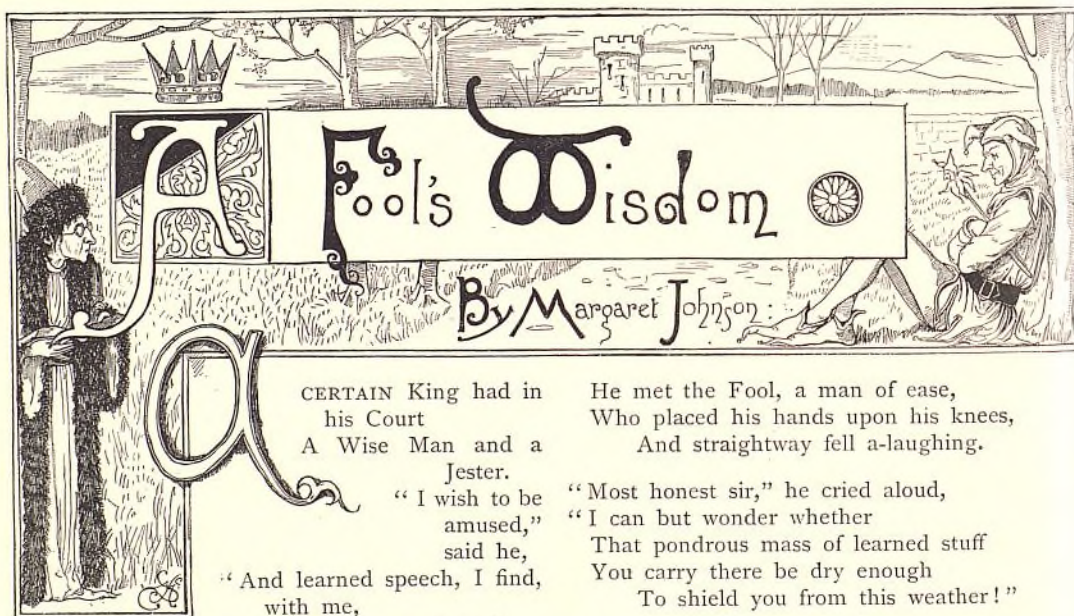 A Fool's Wisdom
By Margaret Johnson:
A CERTAIN King had in
his Court
A Wise Man and a
Jester.
“ I wish to be
amused,”
said he,
“ And learned speech, I find,
with me,
He met the Fool, a man of ease,
Who placed his hands upon his knees,
And straightway fell a-laughing.
“ Most honest sir,” he cried aloud,
“ I can but wonder whether
That pondrous mass of learned stuff
You carry there be dry enough
To shield you from this weather!”